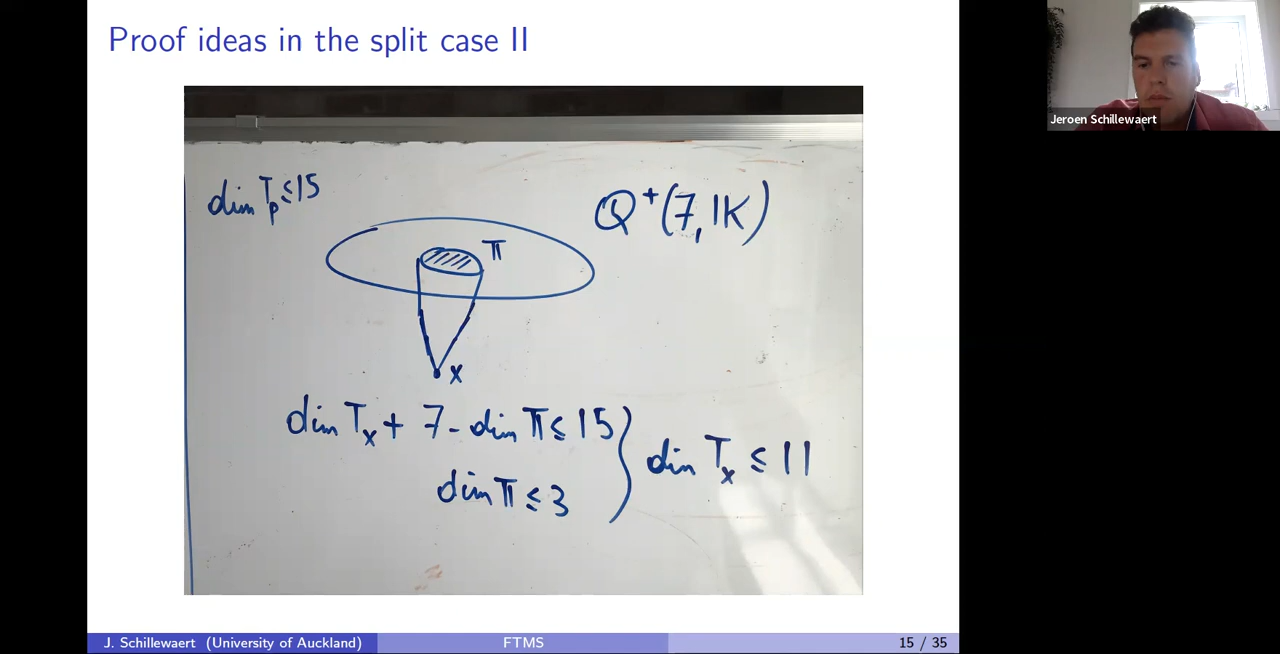 Proof ideas in the split case II
Jeroen Schillewaert
dim T_p ≤ 15
Q⁺(7, 𝕂)
π
x
dim T_x + 7 - dim π ≤ 15
dim π ≤ 3
dim T_x ≤ 11
J. Schillewaert (University of Auckland) FTMS 15 / 35